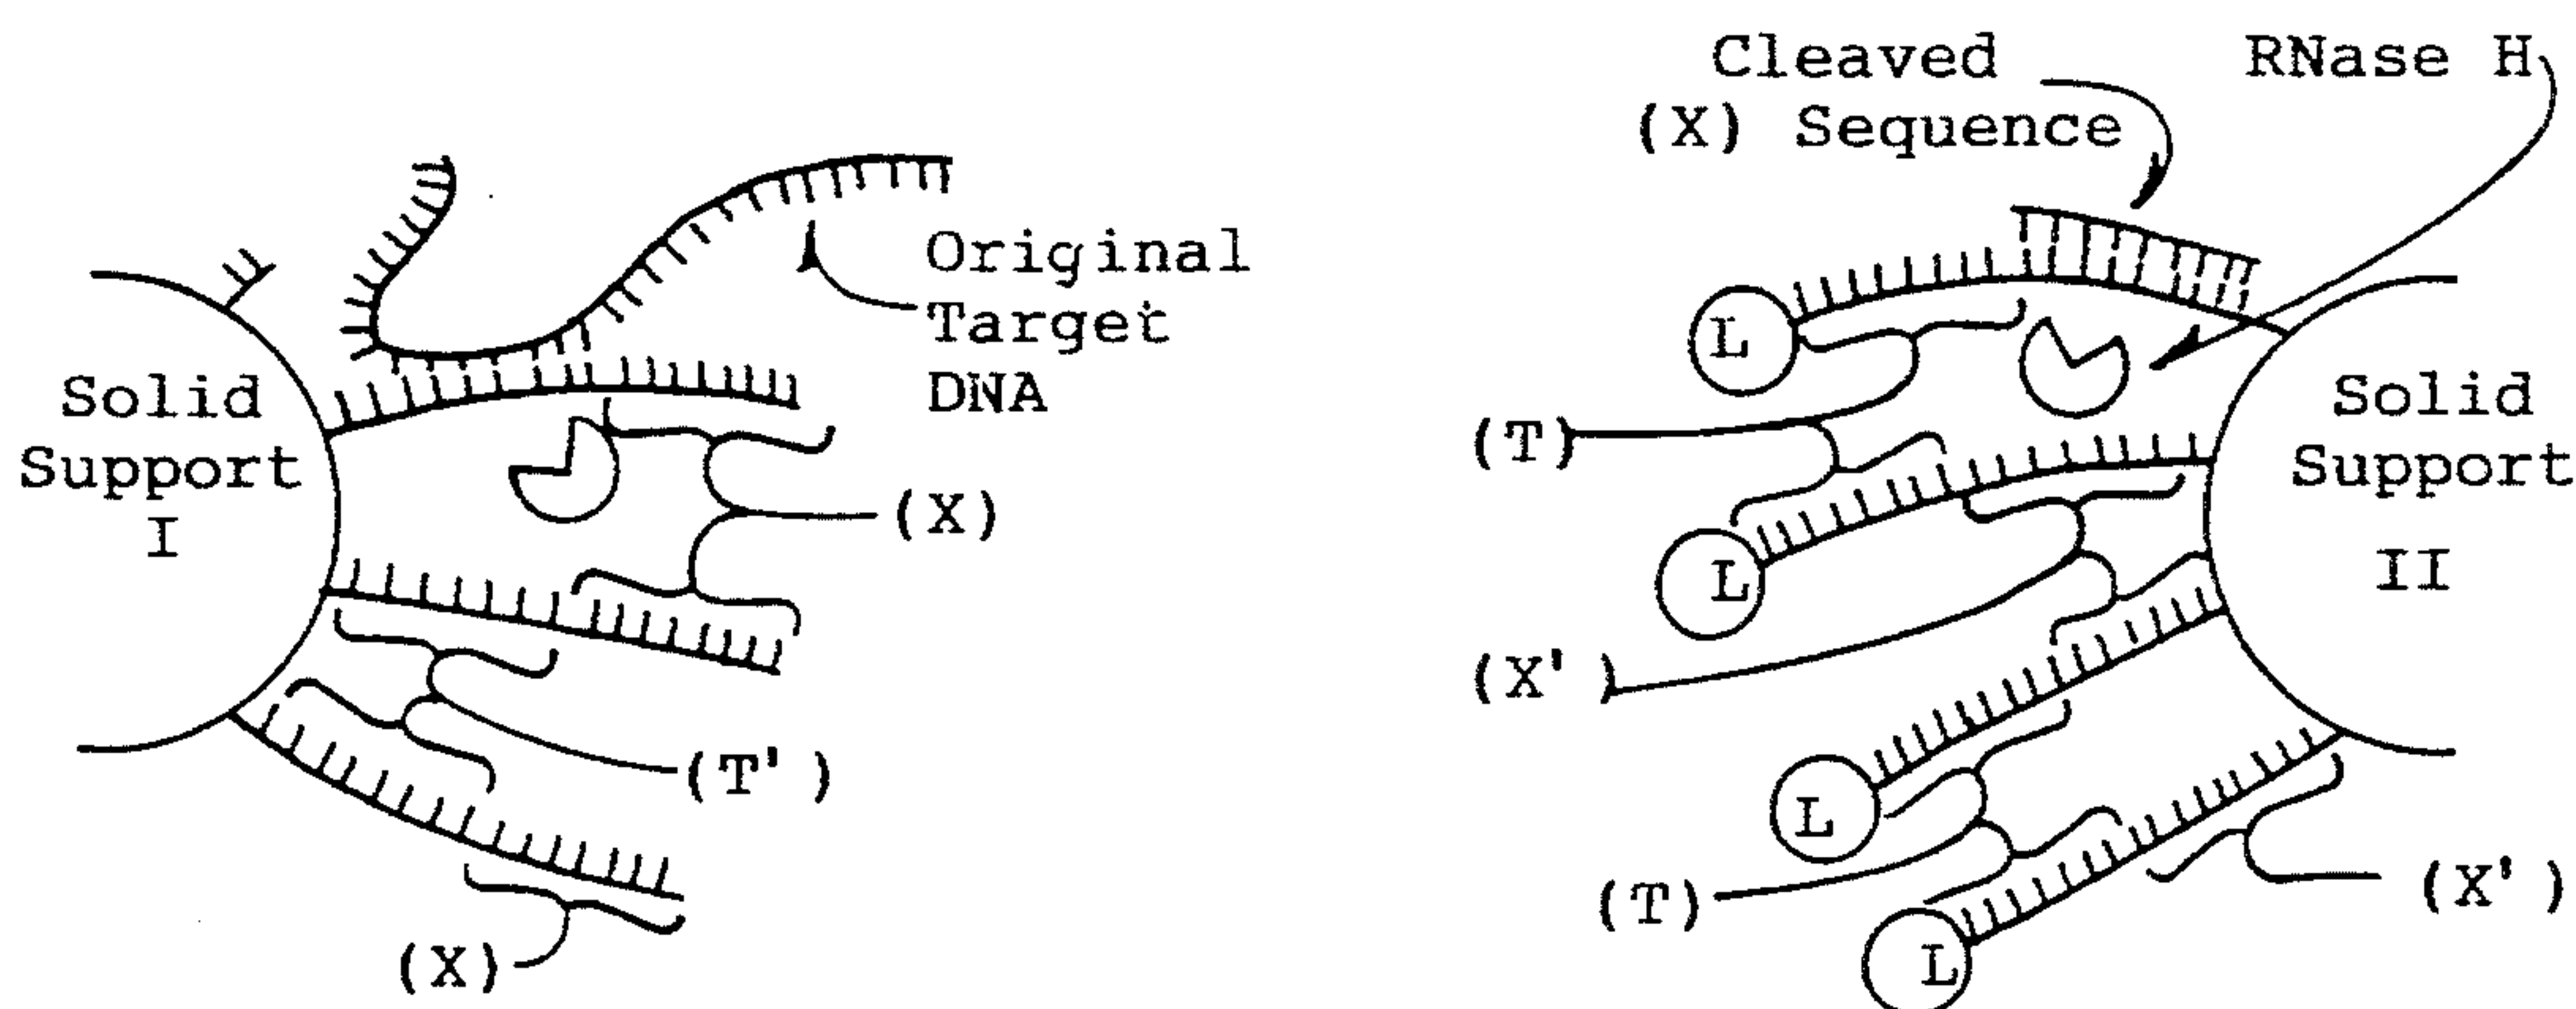 Cleaved
(X) Sequence
RNase H
Original
Target
DNA
Solid
Support
I
(X)
(T')
(X)
L
(T)
L
(X')
L
(T)
L
(X')
Solid
Support
II